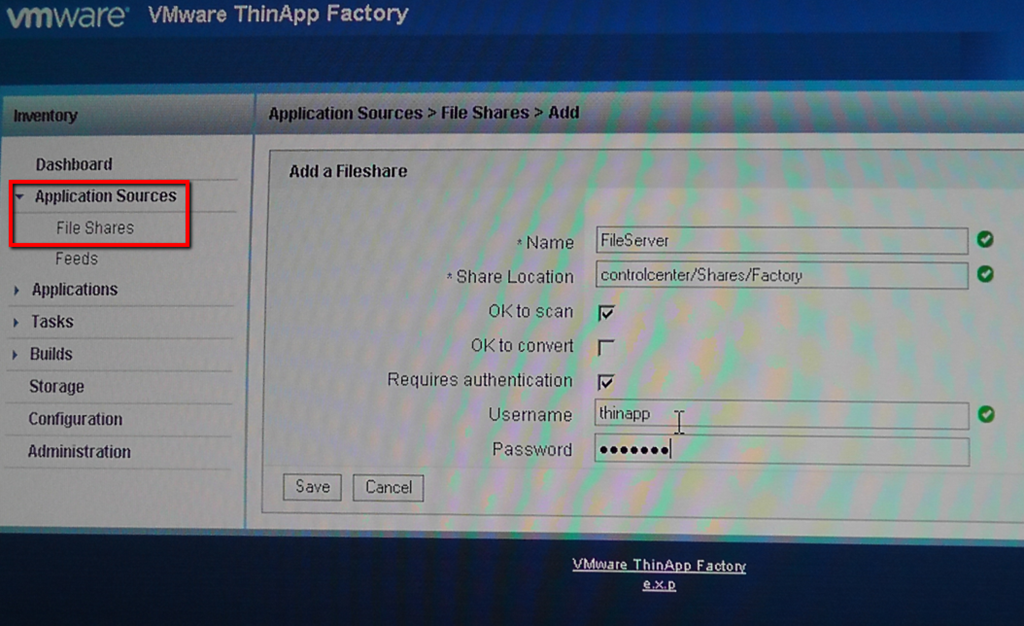 vmware® VMware ThinApp Factory
Inventory
Dashboard
Application Sources
File Shares
Feeds
Applications
Tasks
Builds
Storage
Configuration
Administration
Application Sources > File Shares > Add
Add a Fileshare
* Name FileServer
* Share Location controlcenter/Shares/Factory
OK to scan
OK to convert
Requires authentication
Username thinapp
Password •••••••
Save Cancel
VMware ThinApp Factory
e.x.p